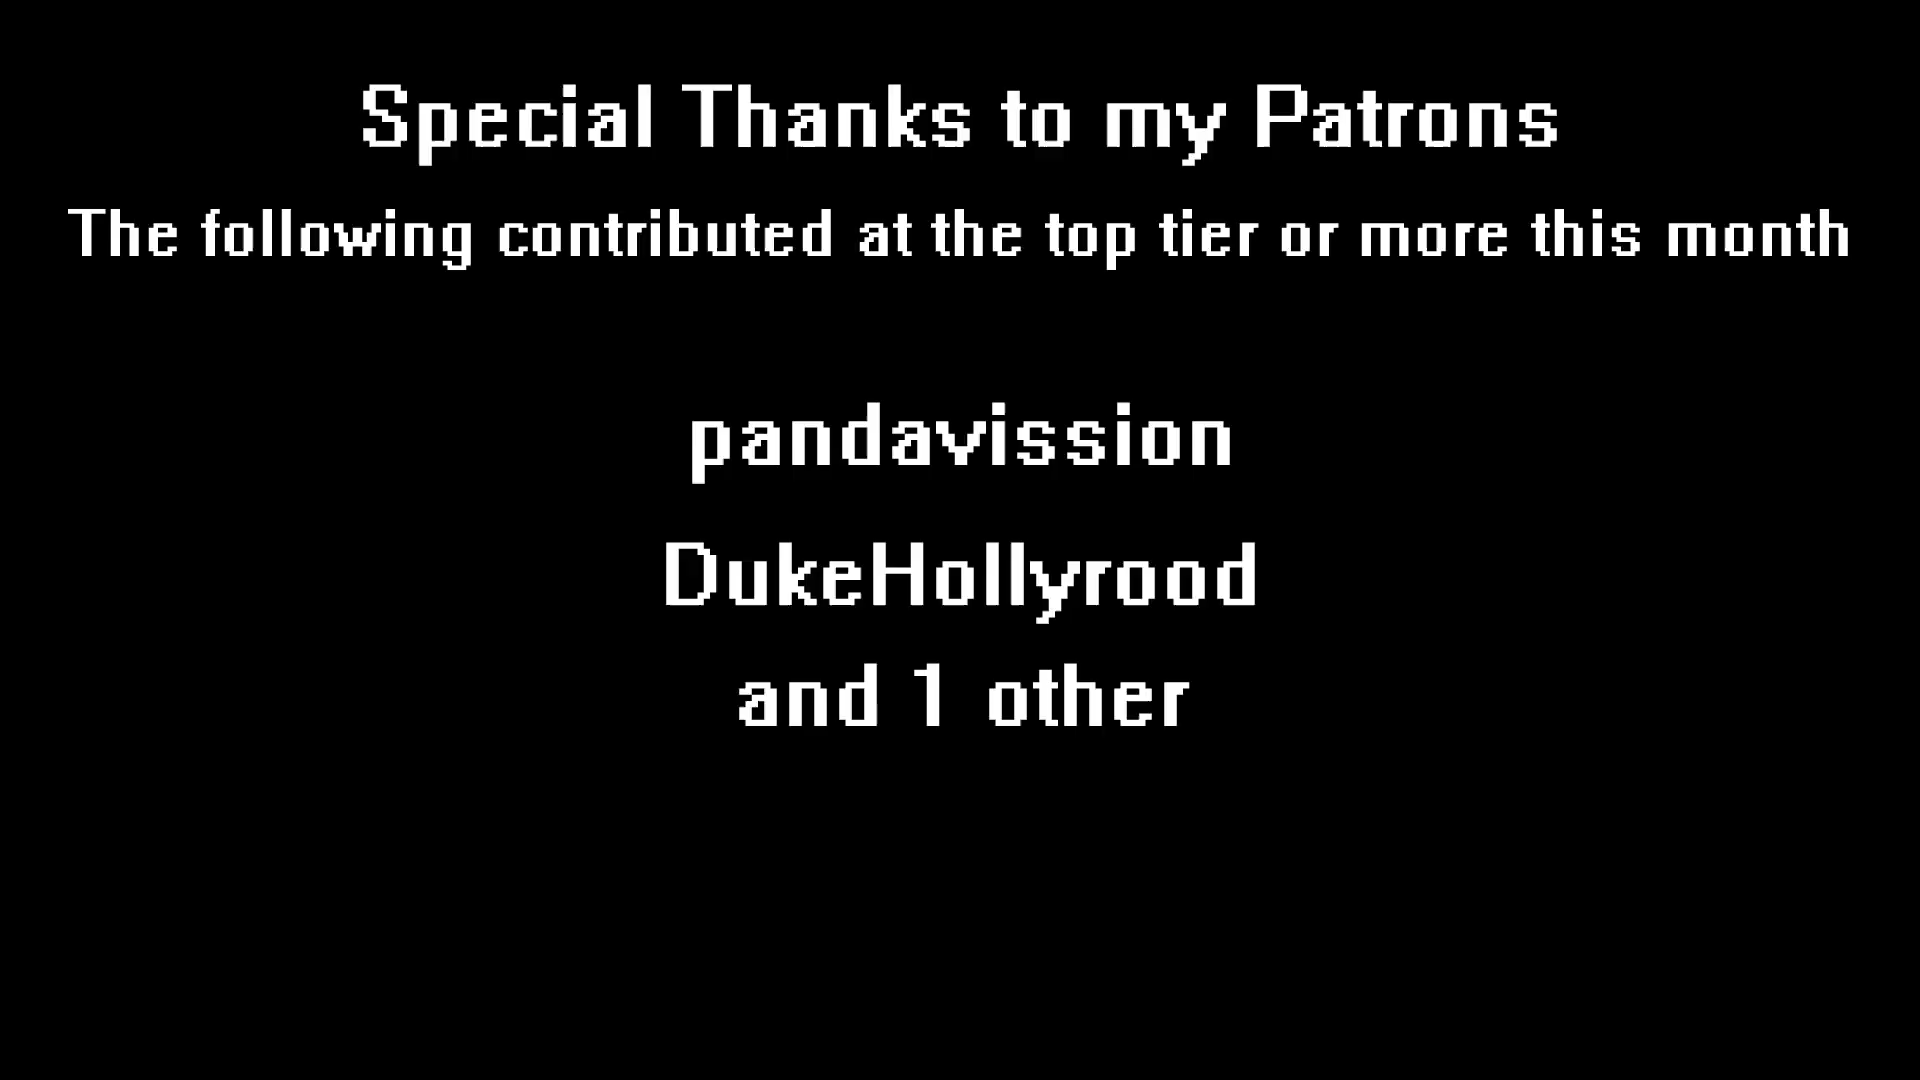 Special Thanks to my Patrons
The following contributed at the top tier or more this month
pandavission
DukeHollyrood
and 1 other